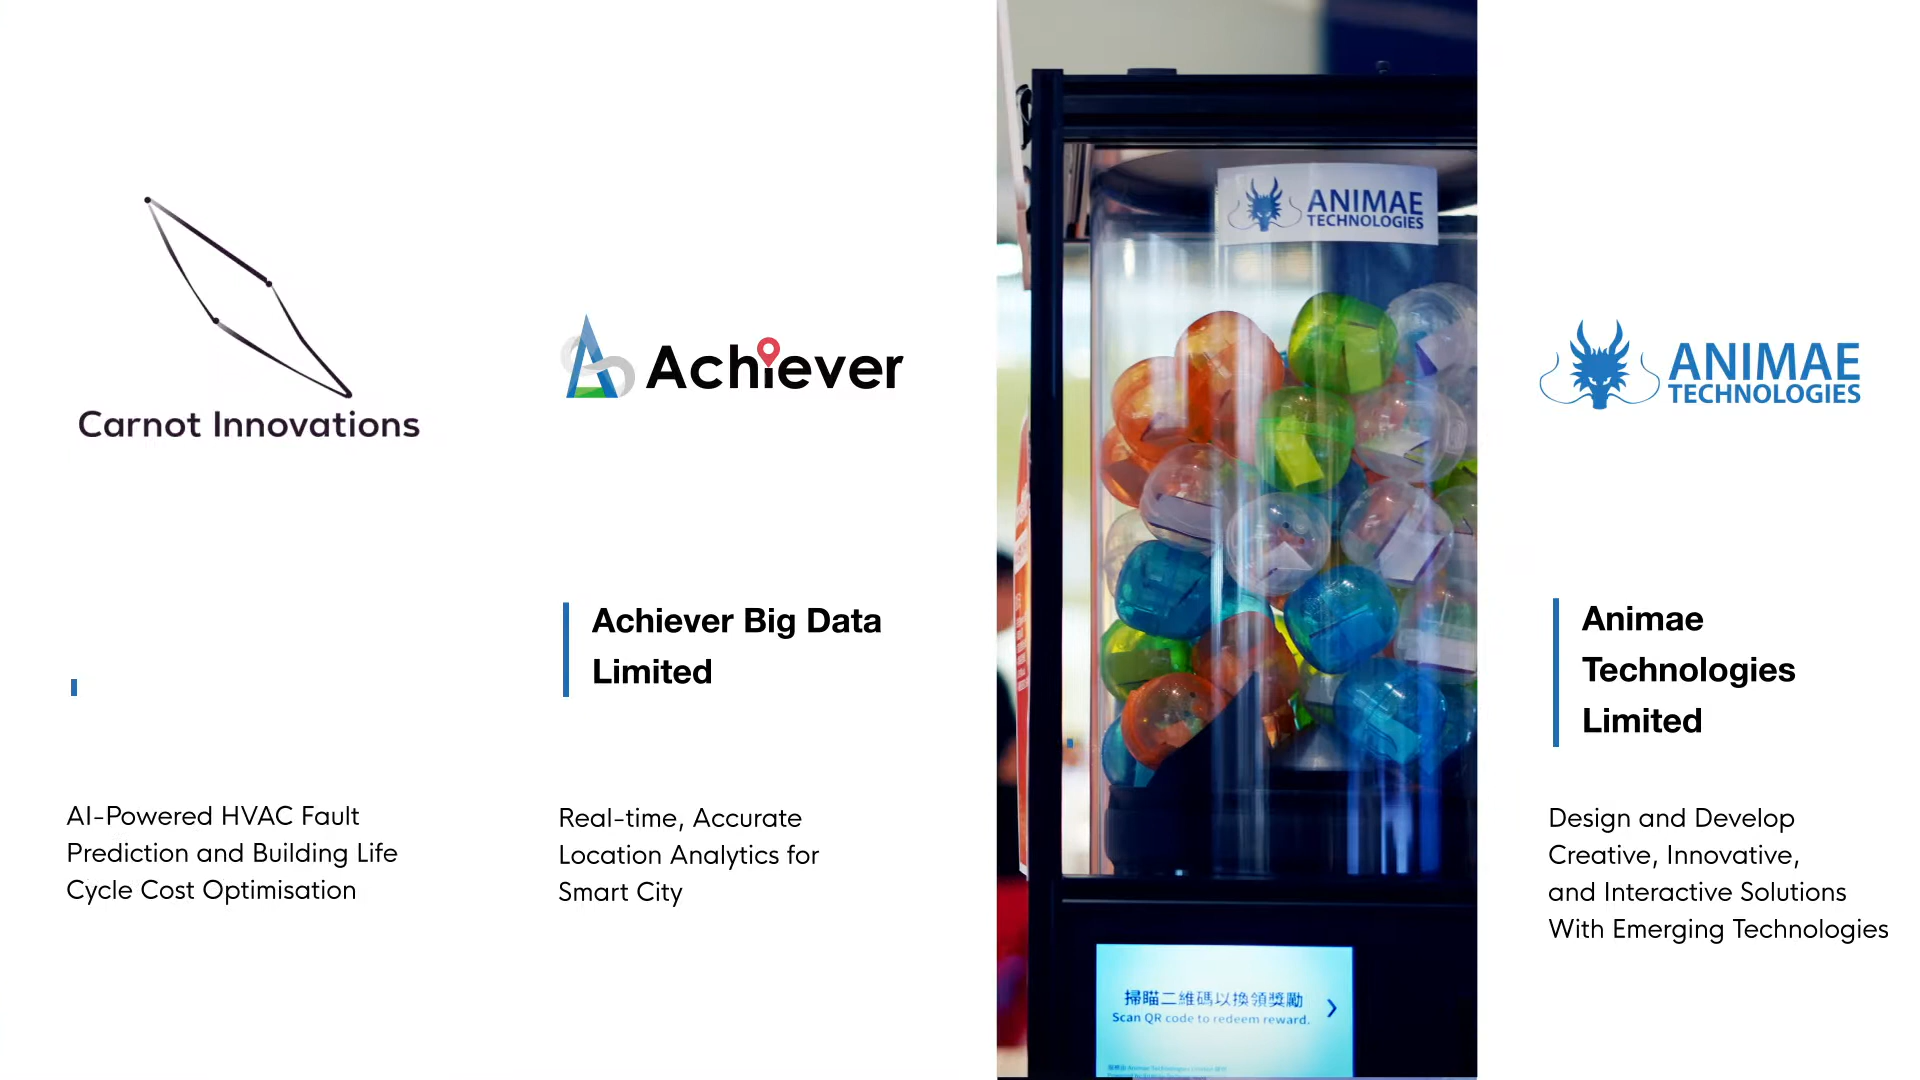 Carnot Innovations
AI-Powered HVAC Fault
Prediction and Building Life
Cycle Cost Optimisation
Achiever
Achiever Big Data
Limited
Real-time, Accurate
Location Analytics for
Smart City
ANIMAE
TECHNOLOGIES
掃瞄二維碼以換領獎勵
Scan QR code to redeem reward.
ANIMAE
TECHNOLOGIES
Animae
Technologies
Limited
Design and Develop
Creative, Innovative,
and Interactive Solutions
With Emerging Technologies